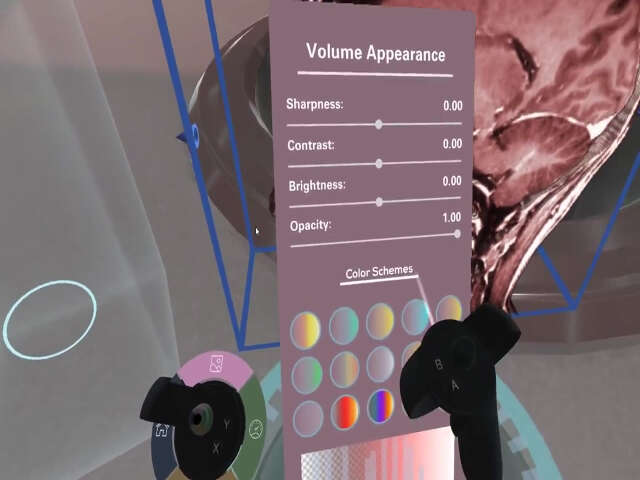 Volume Appearance
Sharpness: 0.00
Contrast: 0.00
Brightness: 0.00
Opacity: 1.00
Color Schemes
B
A
Y
X